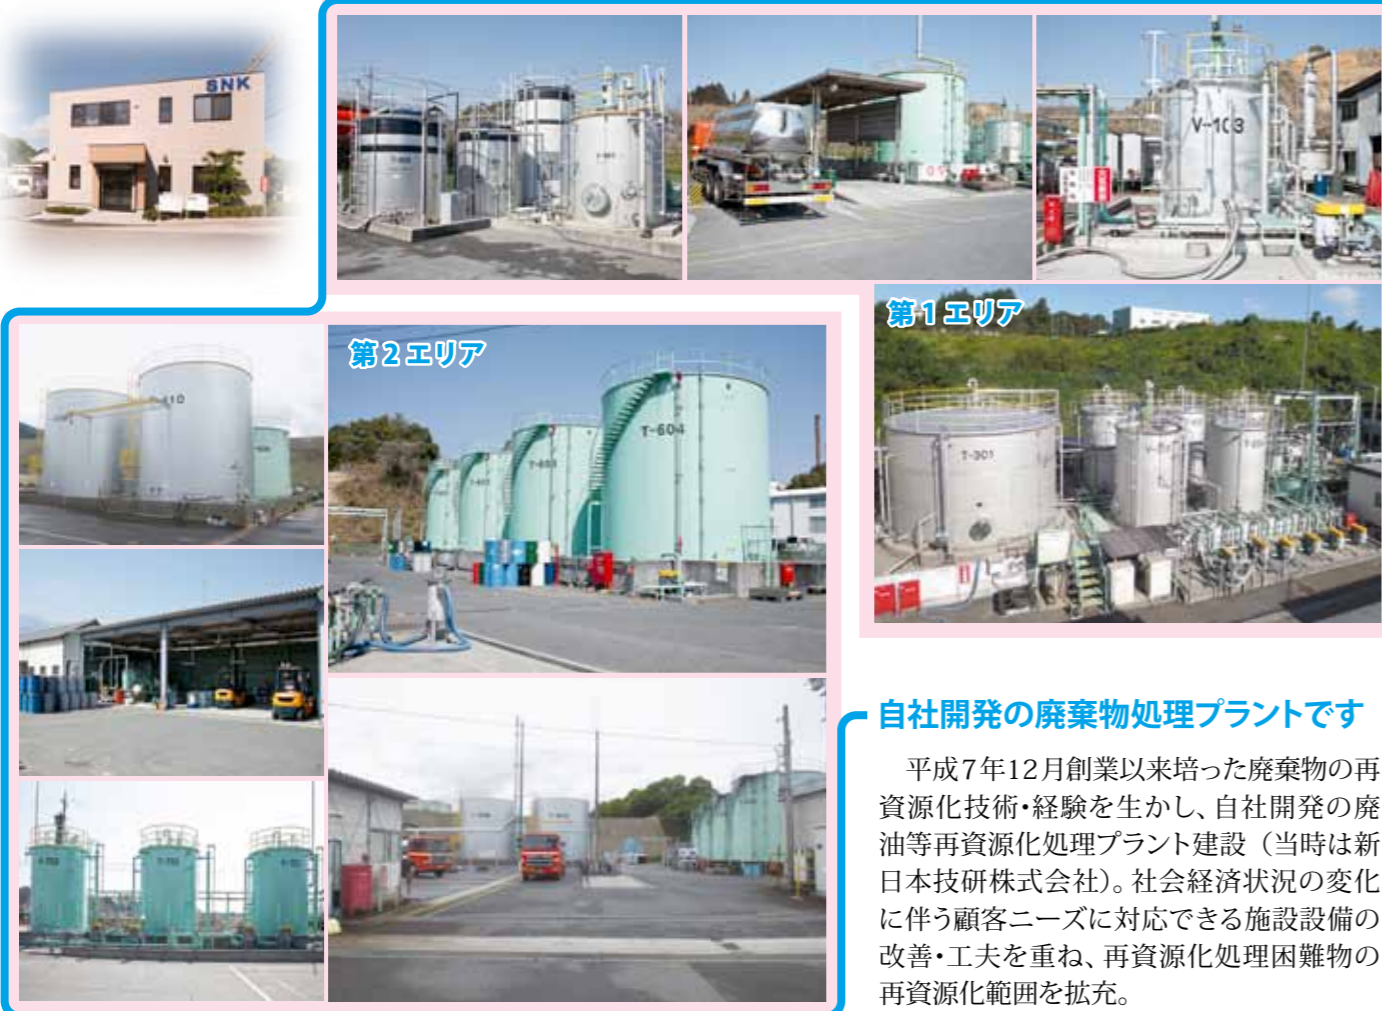 SNK
V-103
第1エリア
T-301
第2エリア
T-604
自社開発の廃棄物処理プラントです
平成7年12月創業以来培った廃棄物の再
資源化技術・経験を生かし、自社開発の廃
油等再資源化処理プラント建設（当時は新
日本技研株式会社）。社会経済状況の変化
に伴う顧客ニーズに対応できる施設設備の
改善・工夫を重ね、再資源化処理困難物の
再資源化範囲を拡充。